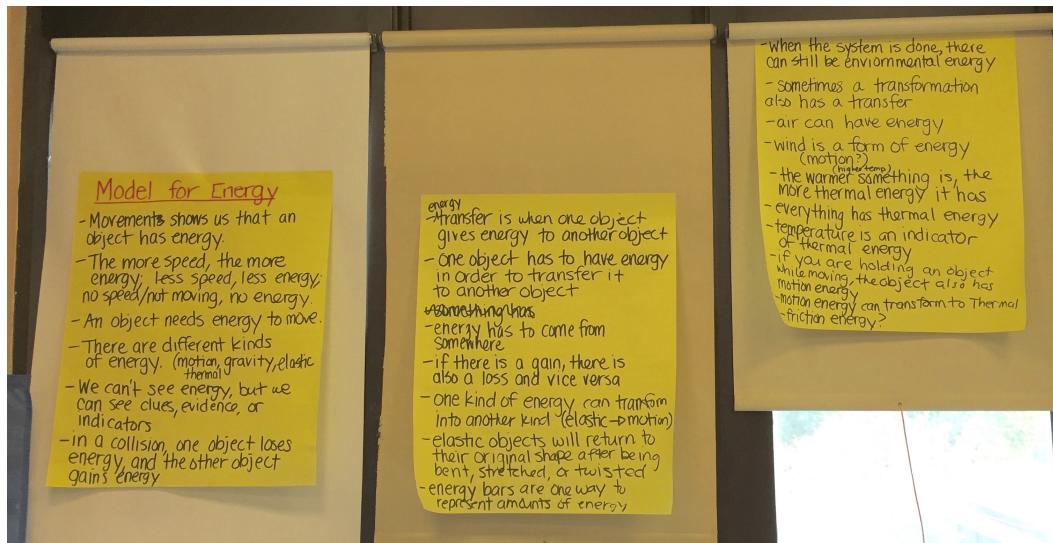 Model for Energy
-Movements shows us that an
object has energy.
-The more speed, the more
energy; less speed, less energy;
no speed/not moving, no energy.
-An object needs energy to move.
-There are different kinds
of energy. (motion, gravity, elastic
thermal
-We can't see energy, but we
can see clues, evidence, or
indicators
-in a collision, one object loses
energy, and the other object
gains energy
energy
-transfer is when one object
gives energy to another object
-one object has to have energy
in order to transfer it
to another object
-something has
-energy has to come from
somewhere
-if there is a gain, there is
also a loss and vice versa
-one kind of energy can transform
into another kind (elastic→motion)
-elastic objects will return to
their original shape after being
bent, stretched, or twisted
-energy bars are one way to
represent amounts of energy
-when the system is done, there
can still be enviornmental energy
-sometimes a transformation
also has a transfer
-air can have energy
-wind is a form of energy
(motion?)
(higher temp)
-the warmer something is, the
more thermal energy it has
-everything has thermal energy
-temperature is an indicator
of thermal energy
-if you are holding an object
while moving, the object also has
motion energy
-motion energy can transform to Thermal
-friction energy?